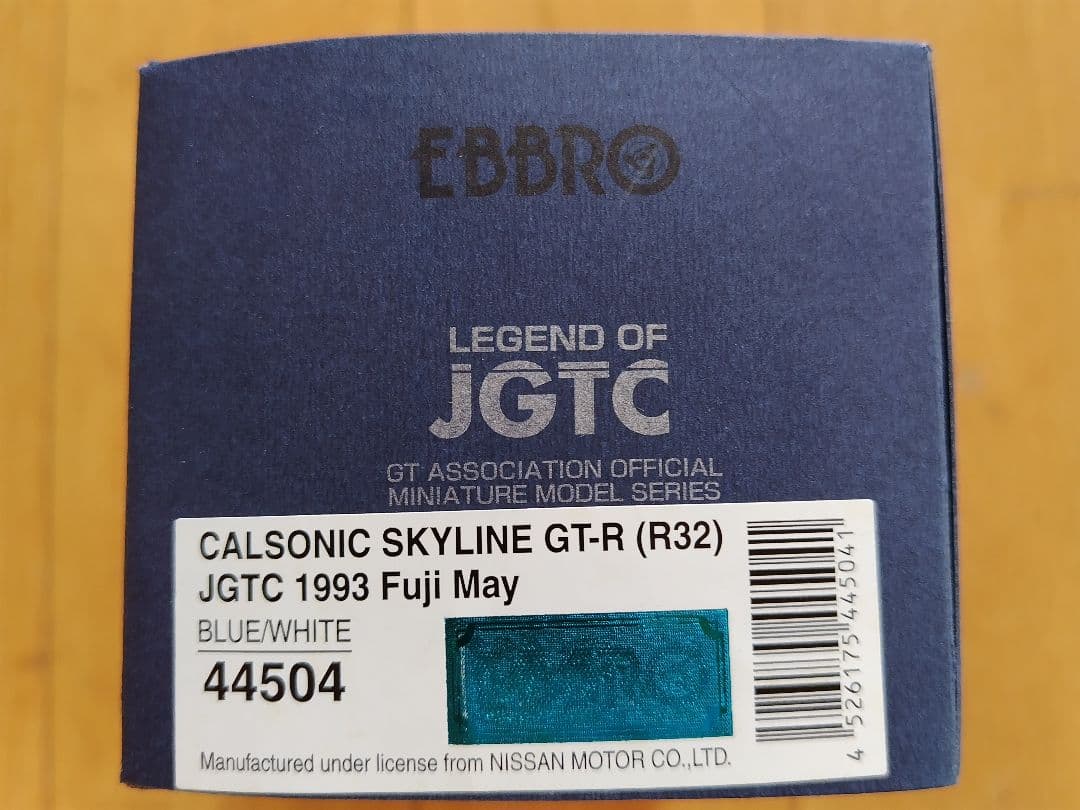 EBBRO
LEGEND OF
JGTC
GT ASSOCIATION OFFICIAL
MINIATURE MODEL SERIES
CALSONIC SKYLINE GT-R (R32)
JGTC 1993 Fuji May
BLUE/WHITE
44504
Manufactured under license from NISSAN MOTOR CO.,LTD.
4 526175 445041